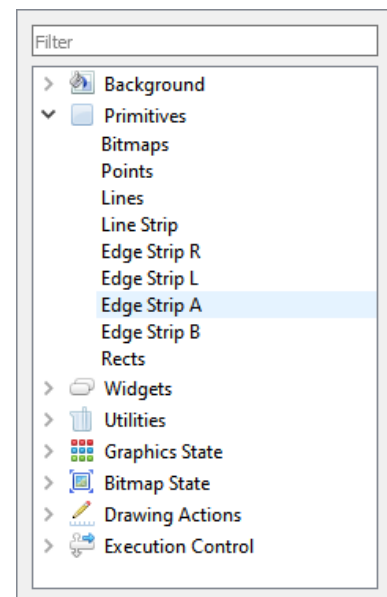 Filter
Background
Primitives
Bitmaps
Points
Lines
Line Strip
Edge Strip R
Edge Strip L
Edge Strip A
Edge Strip B
Rects
Widgets
Utilities
Graphics State
Bitmap State
Drawing Actions
Execution Control